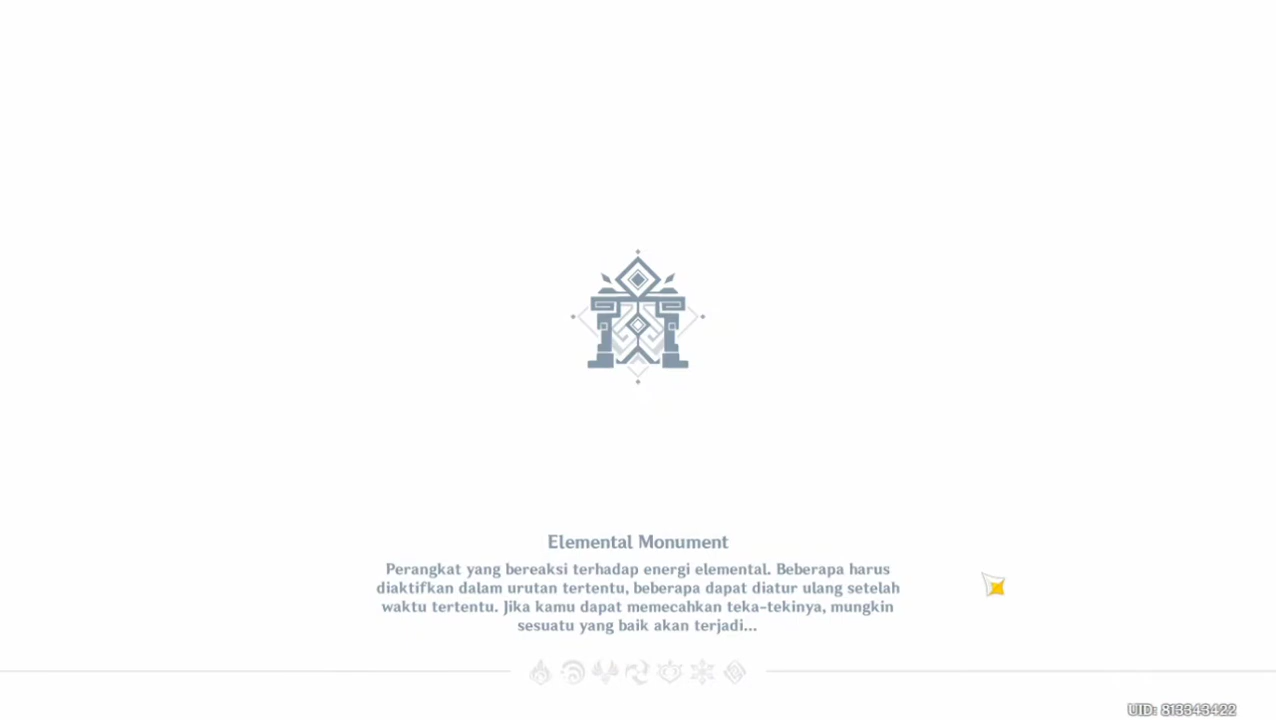 Elemental Monument
Perangkat yang bereaksi terhadap energi elemental. Beberapa harus
diaktifkan dalam urutan tertentu, beberapa dapat diatur ulang setelah
waktu tertentu. Jika kamu dapat memecahkan teka-tekinya, mungkin
sesuatu yang baik akan terjadi...
UID: 813343422